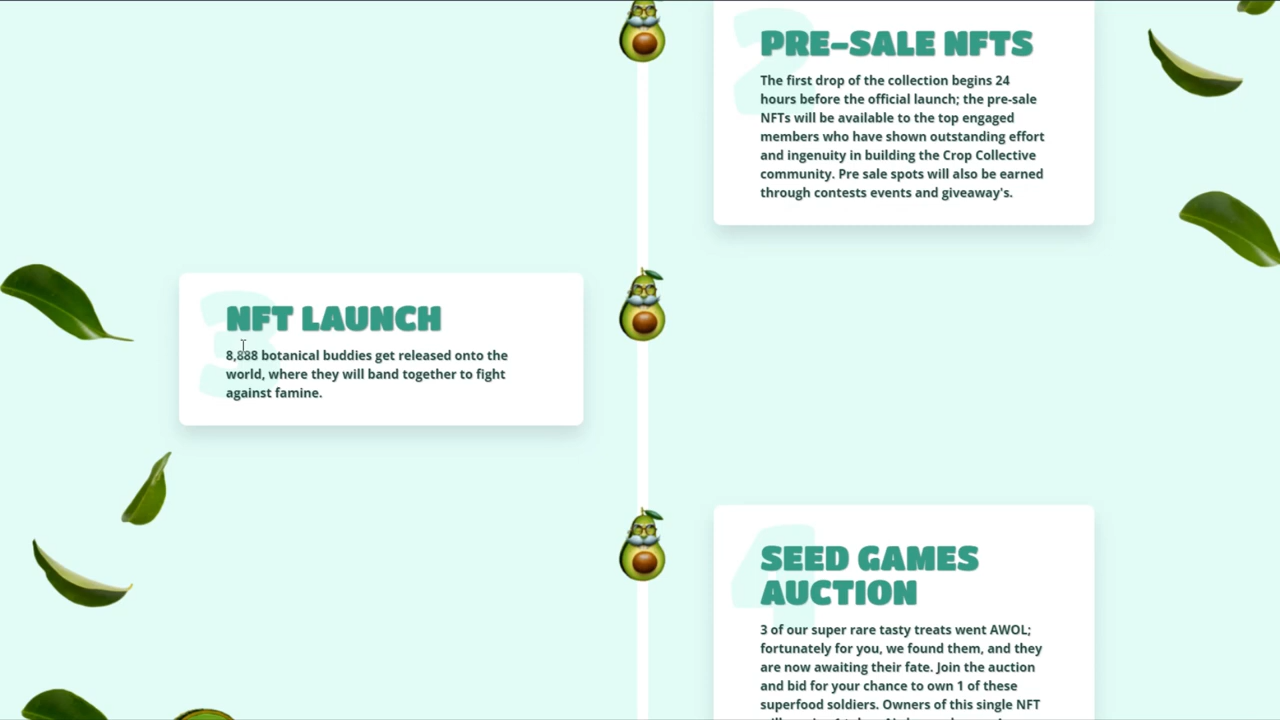 2
PRE-SALE NFTS
The first drop of the collection begins 24
hours before the official launch; the pre-sale
NFTs will be available to the top engaged
members who have shown outstanding effort
and ingenuity in building the Crop Collective
community. Pre sale spots will also be earned
through contests events and giveaway's.
3
NFT LAUNCH
8,888 botanical buddies get released onto the
world, where they will band together to fight
against famine.
4
SEED GAMES
AUCTION
3 of our super rare tasty treats went AWOL;
fortunately for you, we found them, and they
are now awaiting their fate. Join the auction
and bid for your chance to own 1 of these
superfood soldiers. Owners of this single NFT